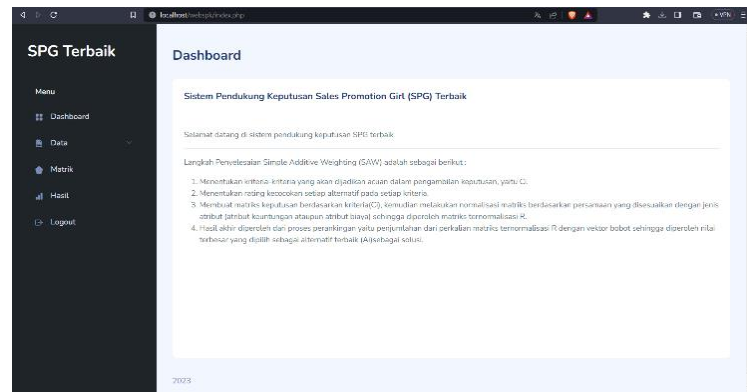 localhost/webspk/index.php
VPN
SPG Terbaik
Menu
Dashboard
Data
Matrik
Hasil
Logout
Dashboard
Sistem Pendukung Keputusan Sales Promotion Girl (SPG) Terbaik
Selamat datang di sistem pendukung keputusan SPG terbaik
Langkah Penyelesaian Simple Additive Weighting (SAW) adalah sebagai berikut :
1. Menentukan kriteria-kriteria yang akan dijadikan acuan dalam pengambilan keputusan, yaitu Ci.
2. Menentukan rating kecocokan setiap alternatif pada setiap kriteria.
3. Membuat matriks keputusan berdasarkan kriteria(Ci), kemudian melakukan normalisasi matriks berdasarkan persamaan yang disesuaikan dengan jenis
atribut (atribut keuntungan ataupun atribut biaya) sehingga diperoleh matriks ternormalisasi R.
4. Hasil akhir diperoleh dari proses perankingan yaitu penjumlahan dari perkalian matriks ternormalisasi R dengan vektor bobot sehingga diperoleh nilai
terbesar yang dipilih sebagai alternatif terbaik (Ai)sebagai solusi.
2023